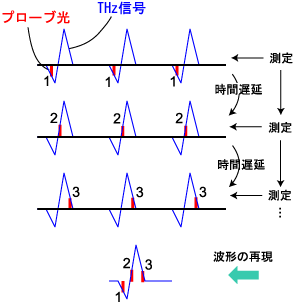 THz信号
プローブ光
測定
1 1 1
時間遅延
2 2 2
測定
時間遅延
3 3 3
測定
⋮
波形の再現
2 3
1